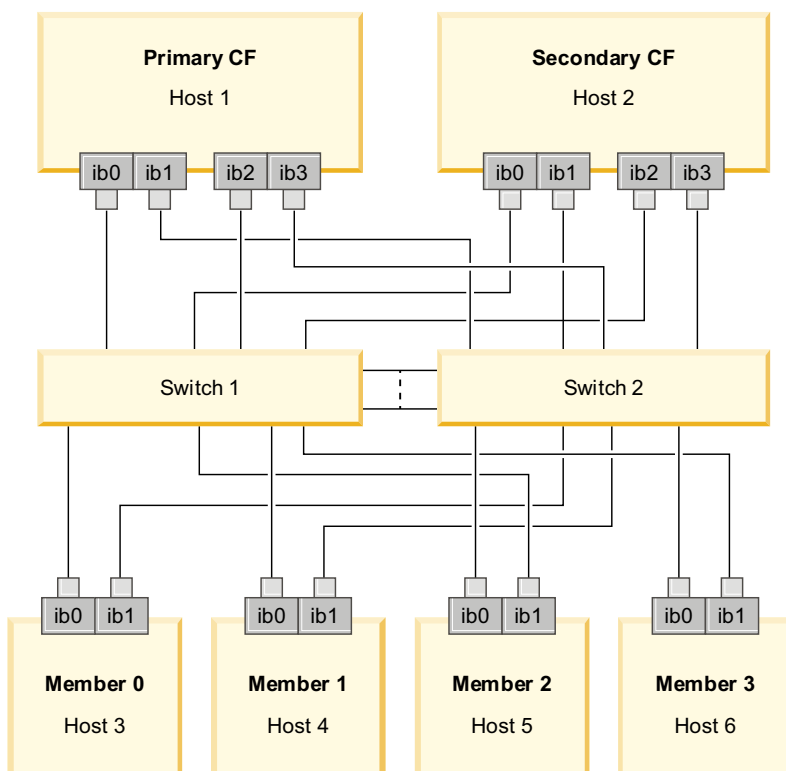 Primary CF
Host 1
Secondary CF
Host 2
ib0 ib1 ib2 ib3
ib0 ib1 ib2 ib3
Switch 1
Switch 2
ib0 ib1
ib0 ib1
ib0 ib1
ib0 ib1
Member 0
Host 3
Member 1
Host 4
Member 2
Host 5
Member 3
Host 6